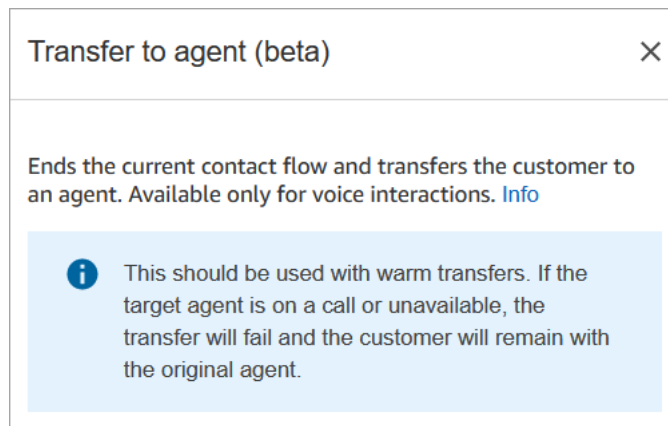 Transfer to agent (beta)
Ends the current contact flow and transfers the customer to
an agent. Available only for voice interactions. Info
This should be used with warm transfers. If the
target agent is on a call or unavailable, the
transfer will fail and the customer will remain with
the original agent.